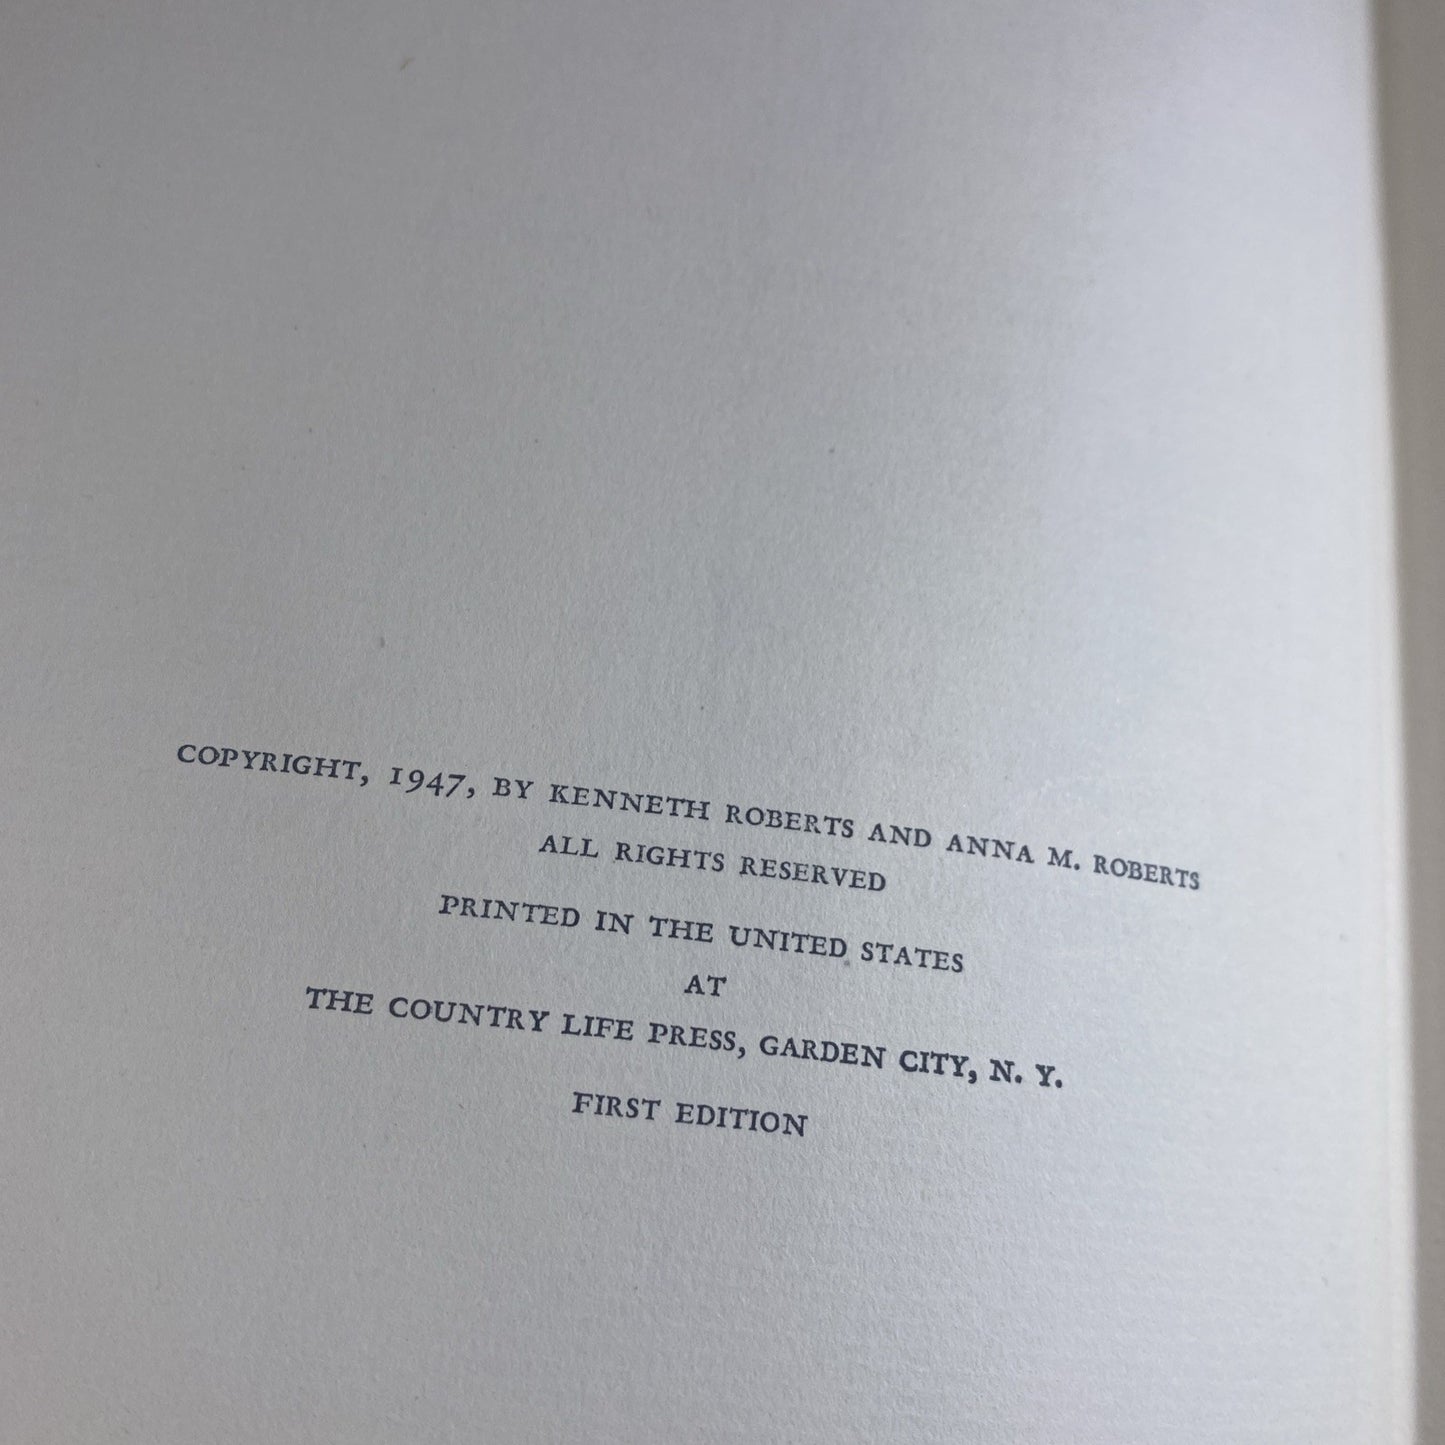 COPYRIGHT, 1947, BY KENNETH ROBERTS AND ANNA M. ROBERTS
ALL RIGHTS RESERVED
PRINTED IN THE UNITED STATES
AT
THE COUNTRY LIFE PRESS, GARDEN CITY, N. Y.
FIRST EDITION